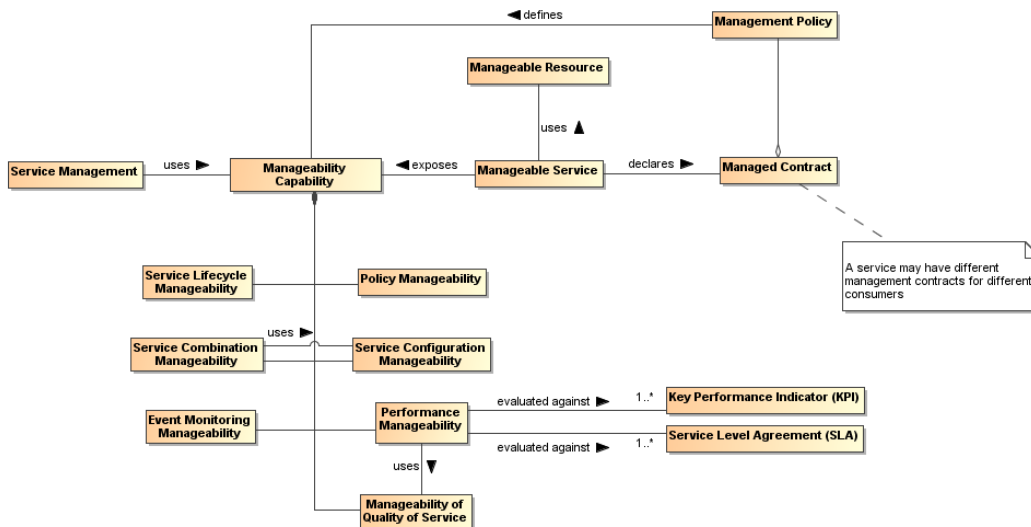 defines
Management Policy
Manageable Resource
uses
Service Management
uses
Manageability
Capability
exposes
Manageable Service
declares
Managed Contract
A service may have different
management contracts for different
consumers
Service Lifecycle
Manageability
Policy Manageability
uses
Service Combination
Manageability
Service Configuration
Manageability
Event Monitoring
Manageability
Performance
Manageability
evaluated against
1..*
Key Performance Indicator (KPI)
evaluated against
1..*
Service Level Agreement (SLA)
uses
Manageability of
Quality of Service